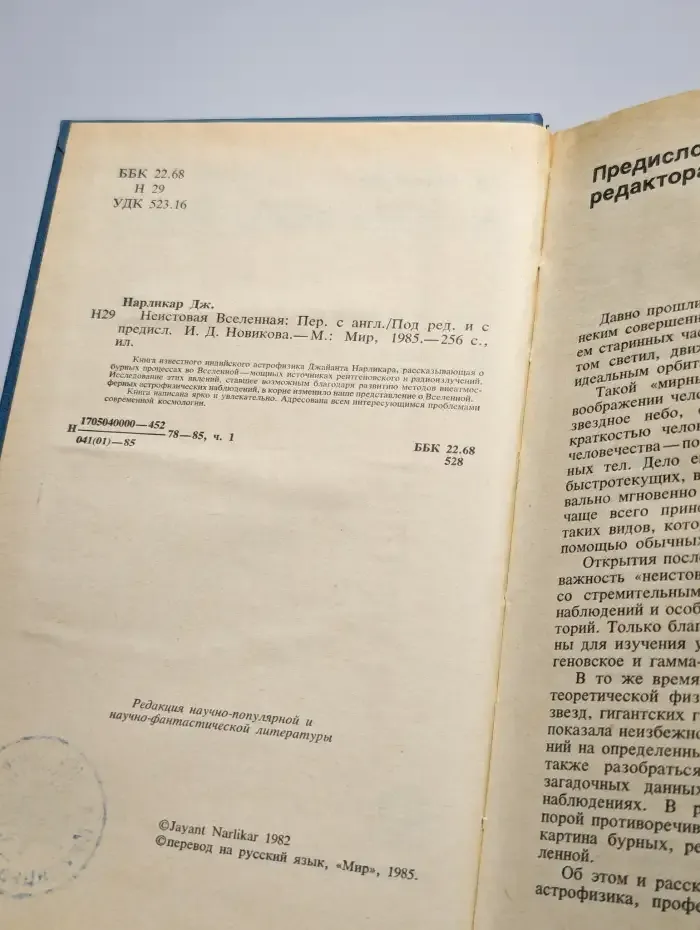 ББК 22.68
Н 29
УДК 523.16
Нарликар Дж.
Н29 Неистовая Вселенная: Пер. с англ./Под ред. и с
предисл. И. Д. Новикова.— М.: Мир, 1985.—256 с.,
ил.
Книга известного индийского астрофизика Джайанта Нарликара, рассказывающая о
бурных процессах во Вселенной—мощных источниках рентгеновского и радиоизлучений.
Исследование этих явлений, ставшее возможным благодаря развитию методов внеатмос-
ферных астрофизических наблюдений, в корне изменило наше представление о Вселенной.
Книга написана ярко и увлекательно. Адресована всем интересующимся проблемами
современной космологии.
Н 1705040000—452
041(01)—85 78—85, ч. 1
ББК 22.68
528
Редакция научно-популярной и
научно-фантастической литературы
©Jayant Narlikar 1982
©перевод на русский язык, «Мир», 1985.
Предисло
редактора
Давно прошли
неким совершенн
ем старинных час
том светил, движ
идеальным орбит
Такой «мирны
воображении чело
звездное небо,
краткостью челов
человечества—по
ных тел. Дело
быстротекущих, в
вально мгновенно
чаще всего прино
таких видов, кото
помощью обычных
Открытия посл
важность «неистов
со стремительным
наблюдений и особ
торий. Только благ
ны для изучения у
геновское и гамма-
В то же время
теоретической физ
звезд, гигантских г
показала неизбежно
ний на определенны
также разобраться
загадочных данных
наблюдениях. В р
порой противоречив
картина бурных, ре
ленной.
Об этом и расск
астрофизика, профе